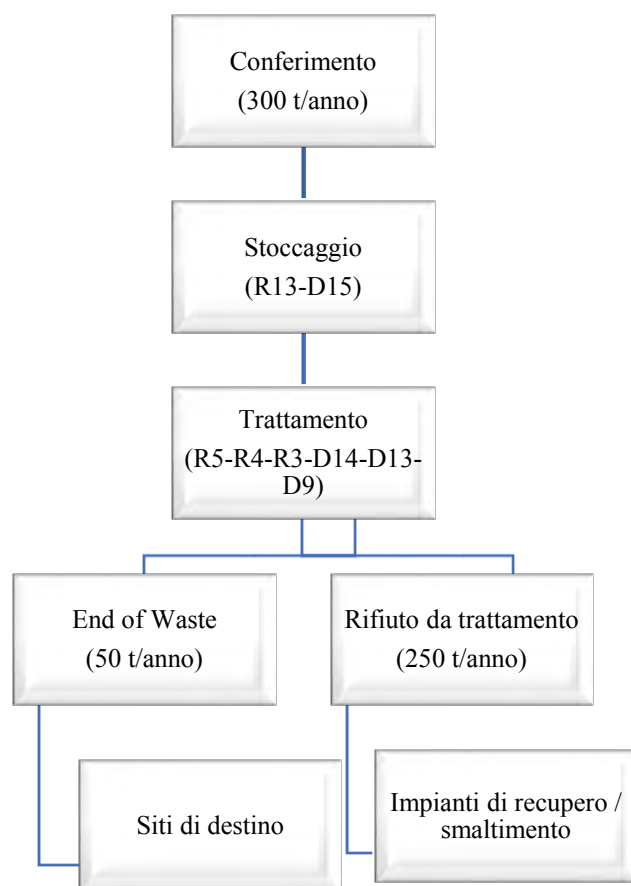 Conferimento
(300 t/anno)
Stoccaggio
(R13-D15)
Trattamento
(R5-R4-R3-D14-D13-
D9)
End of Waste
(50 t/anno)
Rifiuto da trattamento
(250 t/anno)
Siti di destino
Impianti di recupero /
smaltimento